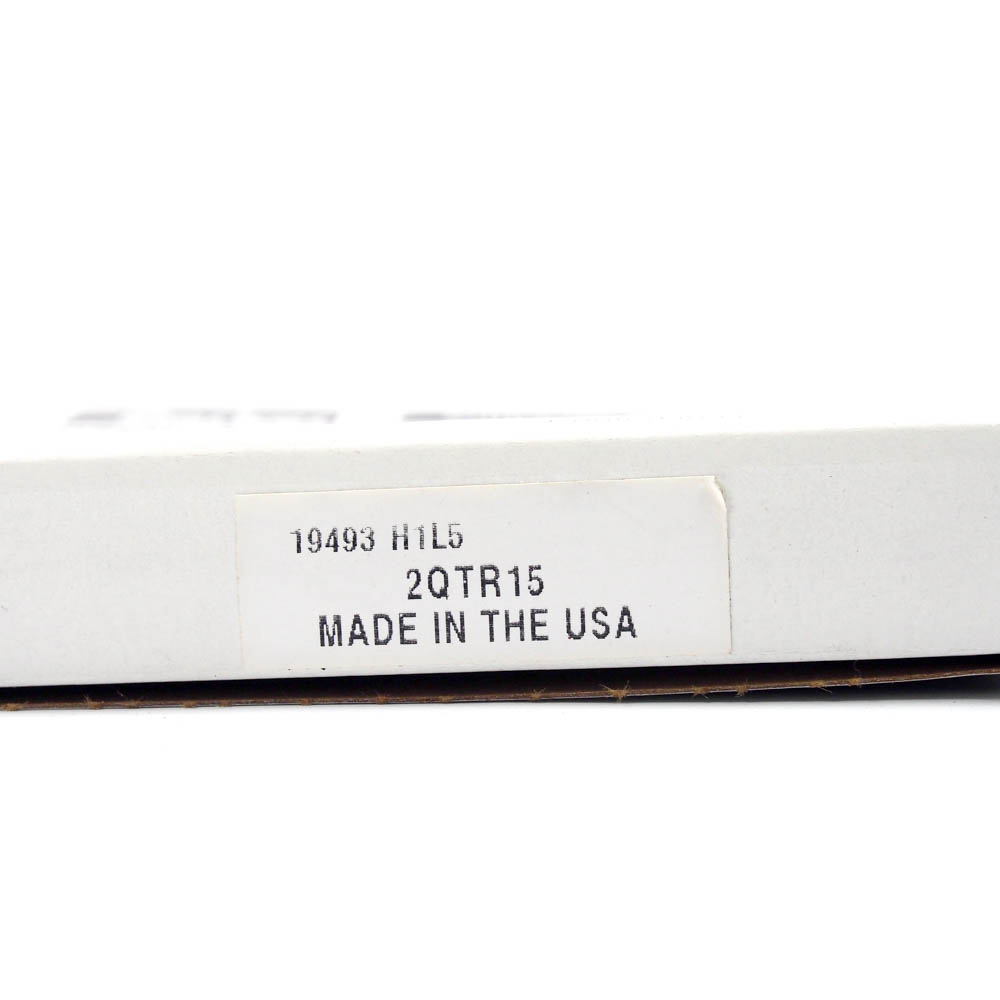 19493 H1L5
2QTR15
MADE IN THE USA